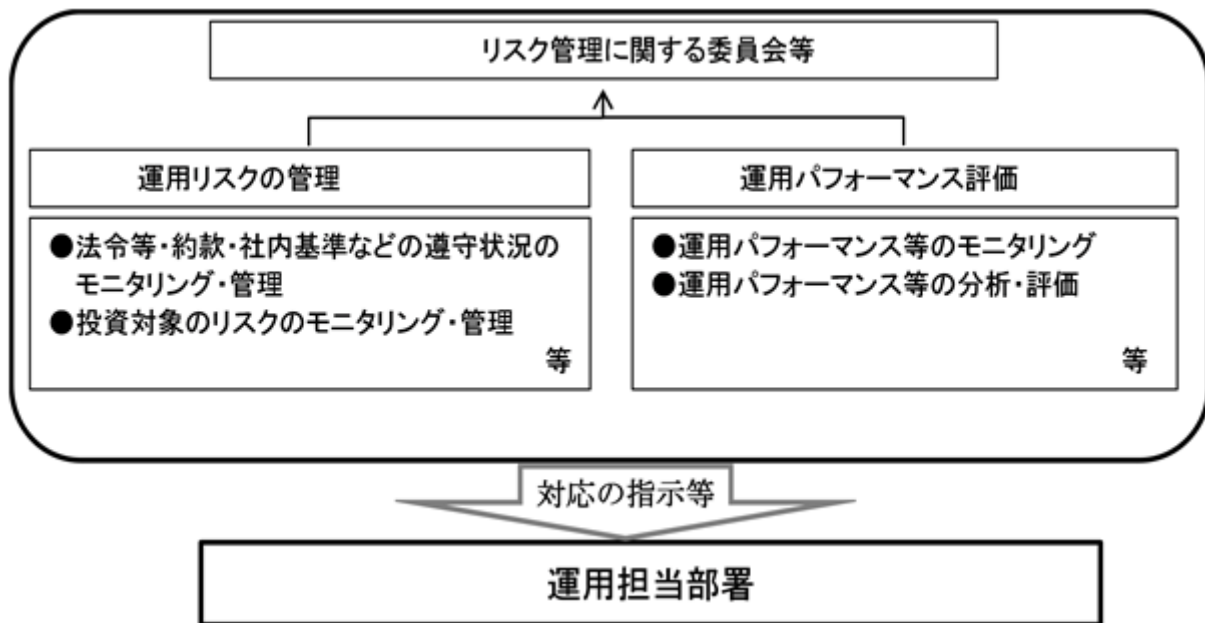 リスク管理に関する委員会等
運用リスクの管理
●法令等・約款・社内基準などの遵守状況の
モニタリング・管理
●投資対象のリスクのモニタリング・管理
等
運用パフォーマンス評価
●運用パフォーマンス等のモニタリング
●運用パフォーマンス等の分析・評価
等
対応の指示等
運用担当部署